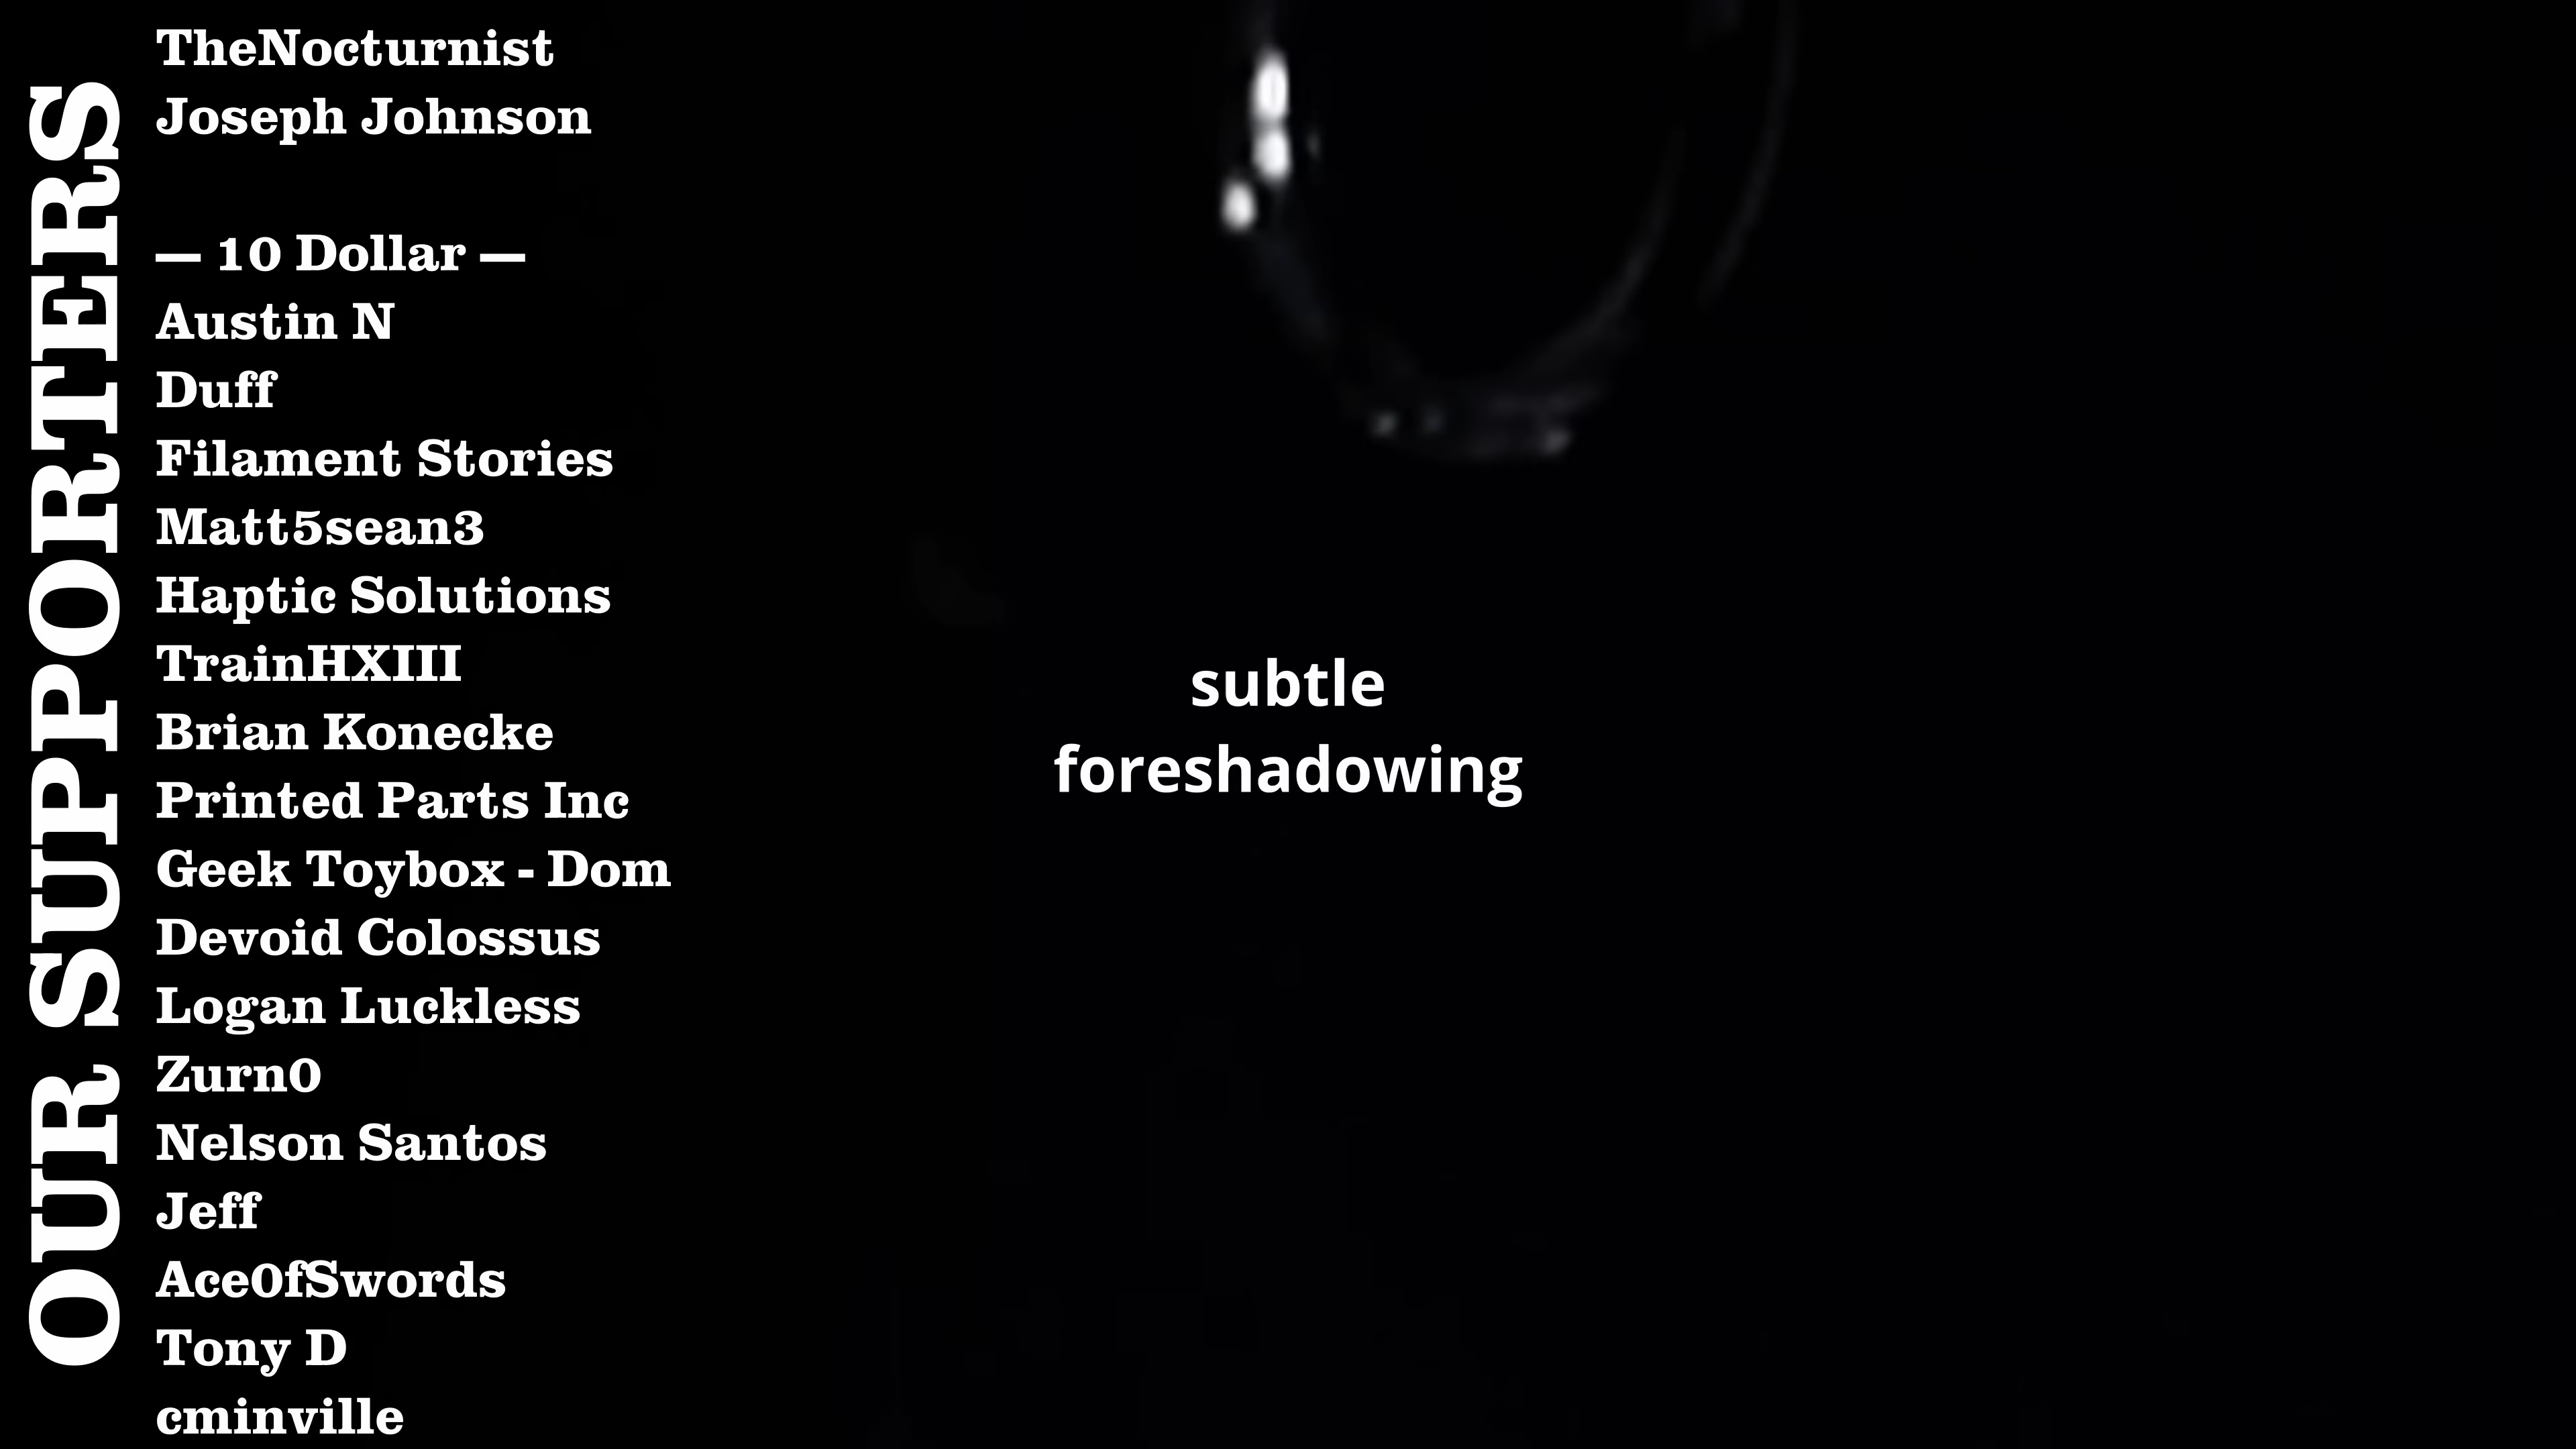 OUR SUPPORTERS
TheNocturnist
Joseph Johnson
— 10 Dollar —
Austin N
Duff
Filament Stories
Matt5sean3
Haptic Solutions
TrainHXIII
Brian Konecke
Printed Parts Inc
Geek Toybox - Dom
Devoid Colossus
Logan Luckless
Zurn0
Nelson Santos
Jeff
Ace0fSwords
Tony D
cminville
subtle
foreshadowing